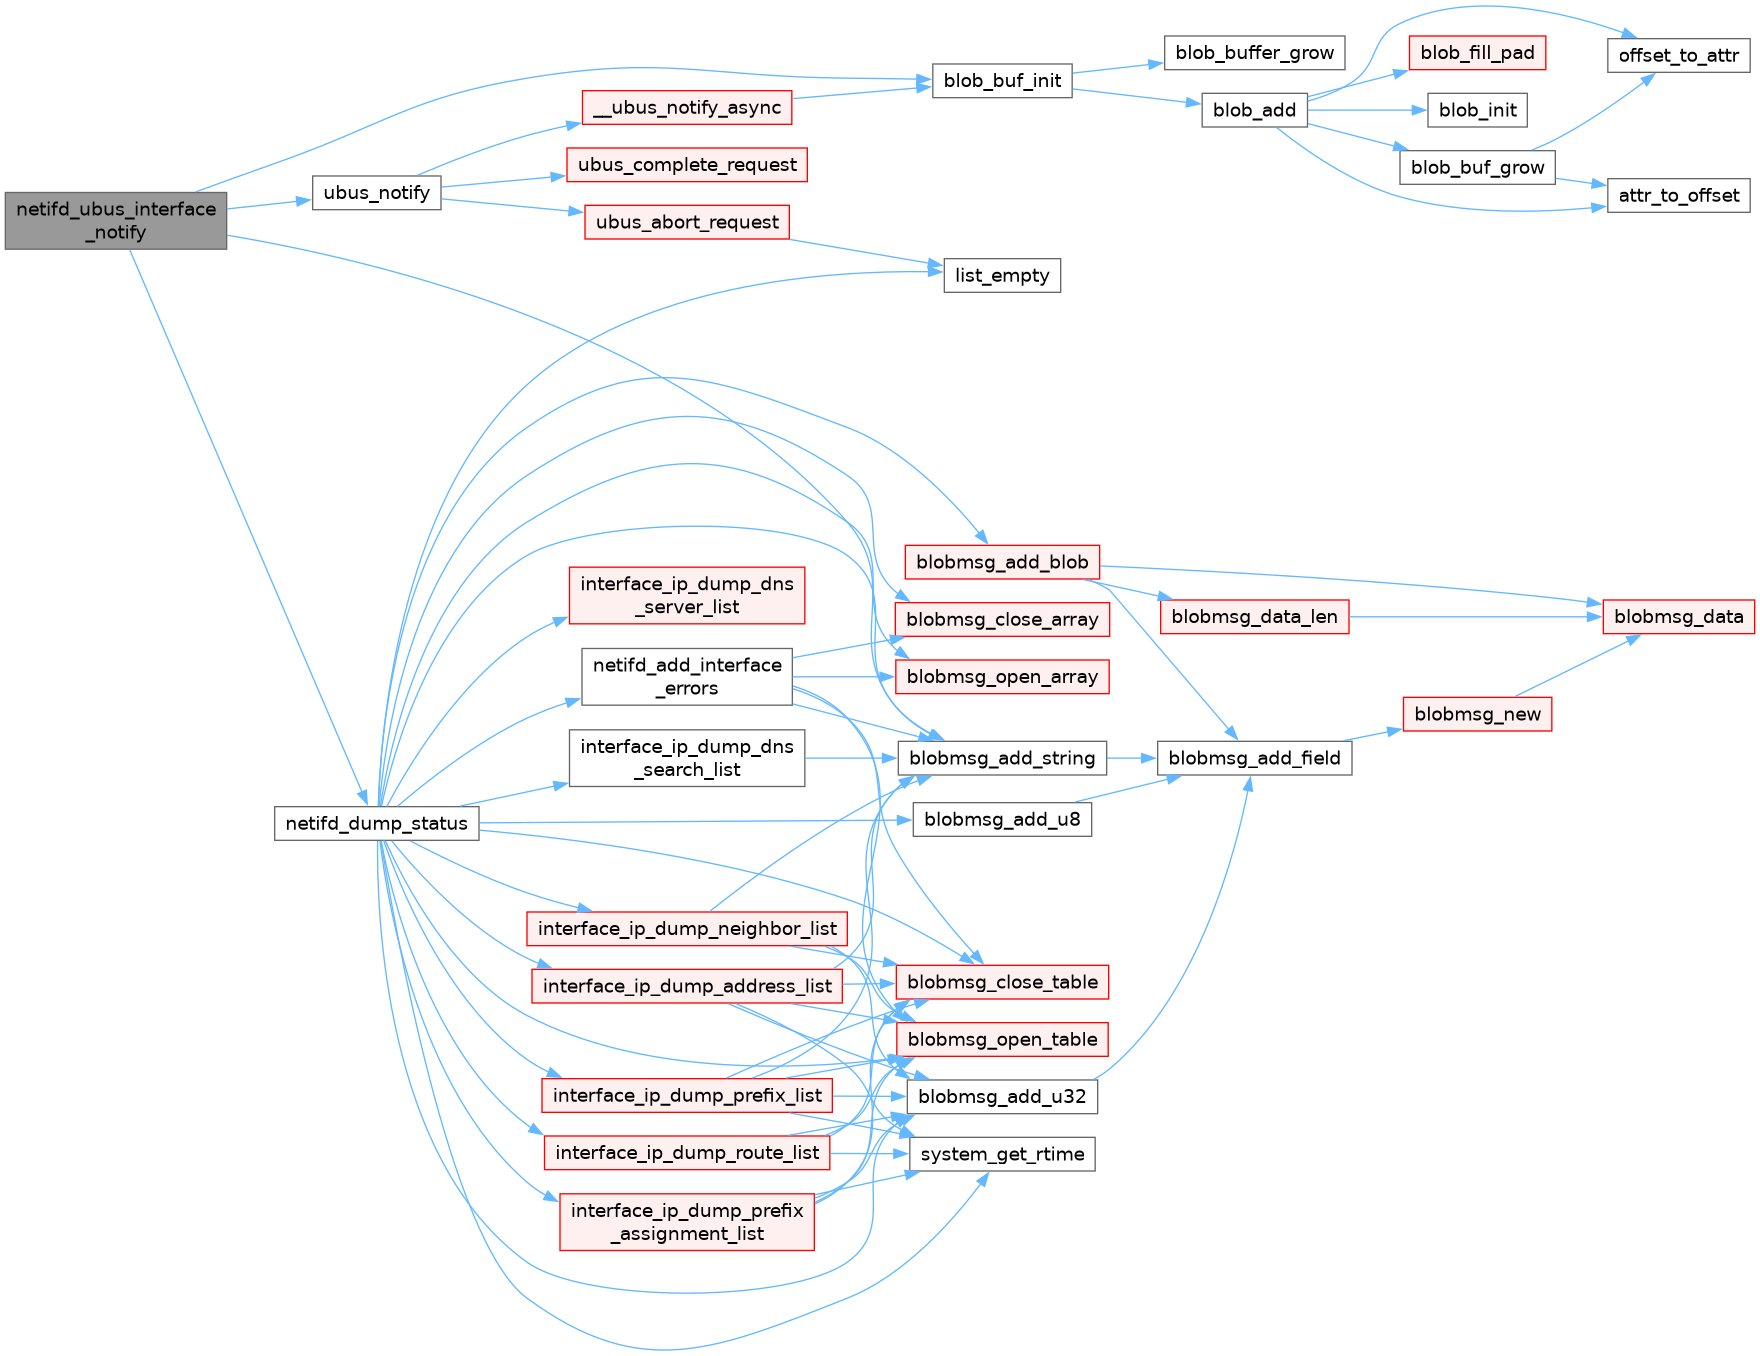 netifd_ubus_interface
_notify
ubus_notify
__ubus_notify_async
ubus_complete_request
ubus_abort_request
blob_buf_init
list_empty
blob_buffer_grow
blob_add
blob_fill_pad
blob_init
blob_buf_grow
offset_to_attr
attr_to_offset
netifd_dump_status
interface_ip_dump_dns
_server_list
netifd_add_interface
_errors
interface_ip_dump_dns
_search_list
interface_ip_dump_neighbor_list
interface_ip_dump_address_list
interface_ip_dump_prefix_list
interface_ip_dump_route_list
interface_ip_dump_prefix
_assignment_list
blobmsg_add_blob
blobmsg_close_array
blobmsg_open_array
blobmsg_add_string
blobmsg_add_u8
blobmsg_close_table
blobmsg_open_table
blobmsg_add_u32
system_get_rtime
blobmsg_data_len
blobmsg_add_field
blobmsg_new
blobmsg_data